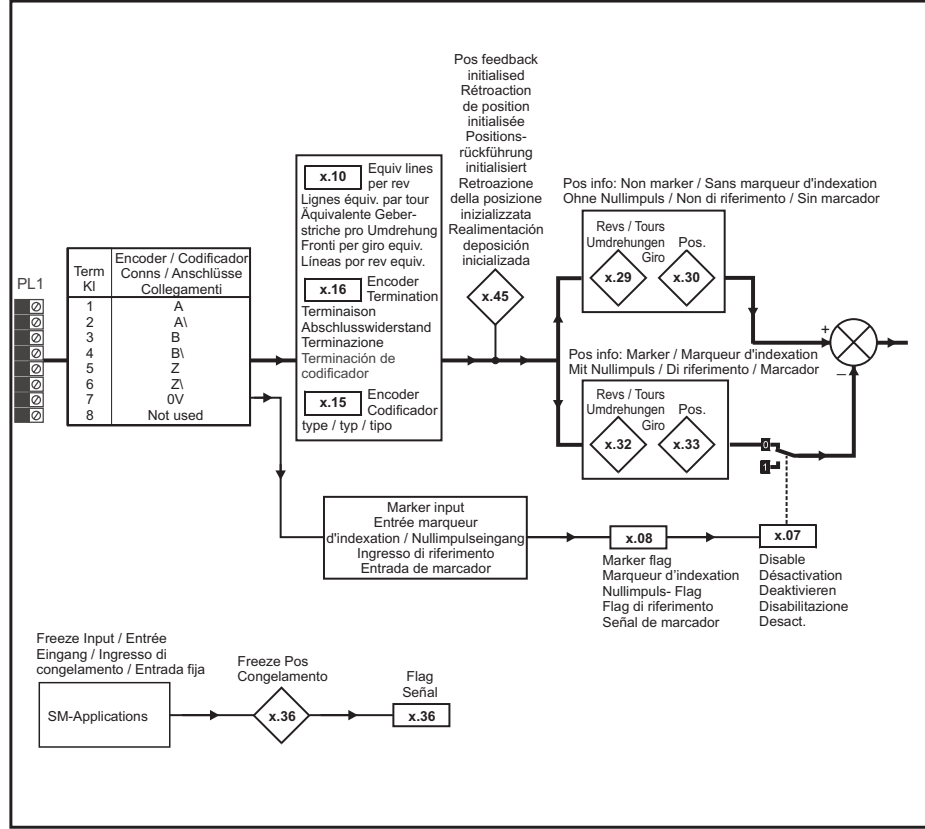 Pos feedback
initialised
Rétroaction
de position
initialisée
Positions-
rückführung
initialisiert
Retroazione
della posizione
inizializzata
Realimentación
deposición
inicializada
x.45
PL1
Term
Kl
Encoder / Codificador
Conns / Anschlüsse
Collegamenti
1 A
2 A\
3 B
4 B\
5 Z
6 Z\
7 0V
8 Not used
x.10 Equiv lines
per rev
Lignes équiv. par tour
Äquivalente Geber-
striche pro Umdrehung
Fronti per giro equiv.
Líneas por rev equiv.
x.16 Encoder
Termination
Terminaison
Abschlusswiderstand
Terminazione
Terminación de
codificador
x.15 Encoder
Codificador
type / typ / tipo
Pos info: Non marker / Sans marqueur d'indexation
Ohne Nullimpuls / Non di riferimento / Sin marcador
Revs / Tours
Umdrehungen Pos.
Giro
x.29 x.30
+
–
Pos info: Marker / Marqueur d'indexation
Mit Nullimpuls / Di riferimento / Marcador
Revs / Tours
Umdrehungen Pos.
Giro
x.32 x.33
0
1
Marker input
Entrée marqueur
d'indexation / Nullimpulseingang
Ingresso di riferimento
Entrada de marcador
x.08
Marker flag
Marqueur d'indexation
Nullimpuls- Flag
Flag di riferimento
Señal de marcador
x.07
Disable
Désactivation
Deaktivieren
Disabilitazione
Desact.
Freeze Input / Entrée
Eingang / Ingresso di
congelamento / Entrada fija
SM-Applications
Freeze Pos
Congelamento
x.36
Flag
Señal
x.36